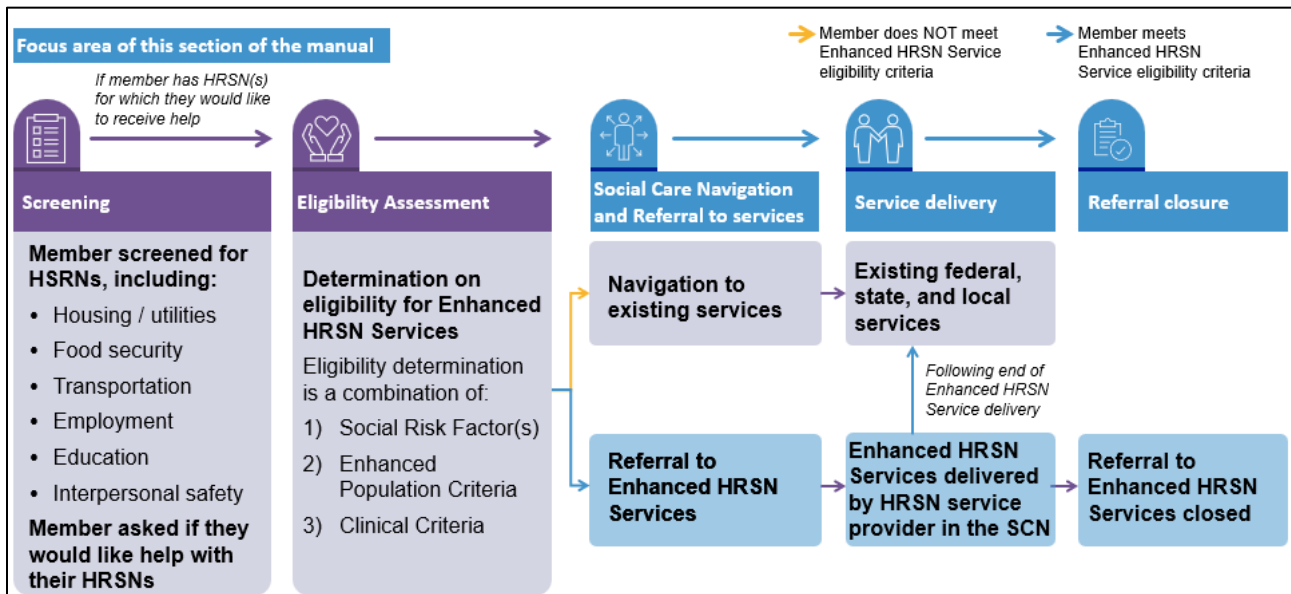 Focus area of this section of the manual
If member has HRSN(s)
for which they would like
to receive help
Member does NOT meet
Enhanced HRSN Service
eligibility criteria
Member meets
Enhanced HRSN
Service eligibility criteria
Screening
Eligibility Assessment
Social Care Navigation
and Referral to services
Service delivery
Referral closure
Member screened for
HSRNs, including:
• Housing / utilities
• Food security
• Transportation
• Employment
• Education
• Interpersonal safety
Member asked if they
would like help with
their HRSNs
Determination on
eligibility for Enhanced
HRSN Services
Eligibility determination
is a combination of:
1) Social Risk Factor(s)
2) Enhanced
Population Criteria
3) Clinical Criteria
Navigation to
existing services
Existing federal,
state, and local
services
Following end of
Enhanced HRSN
Service delivery
Referral to
Enhanced HRSN
Services
Enhanced HRSN
Services delivered
by HRSN service
provider in the SCN
Referral to
Enhanced HRSN
Services closed